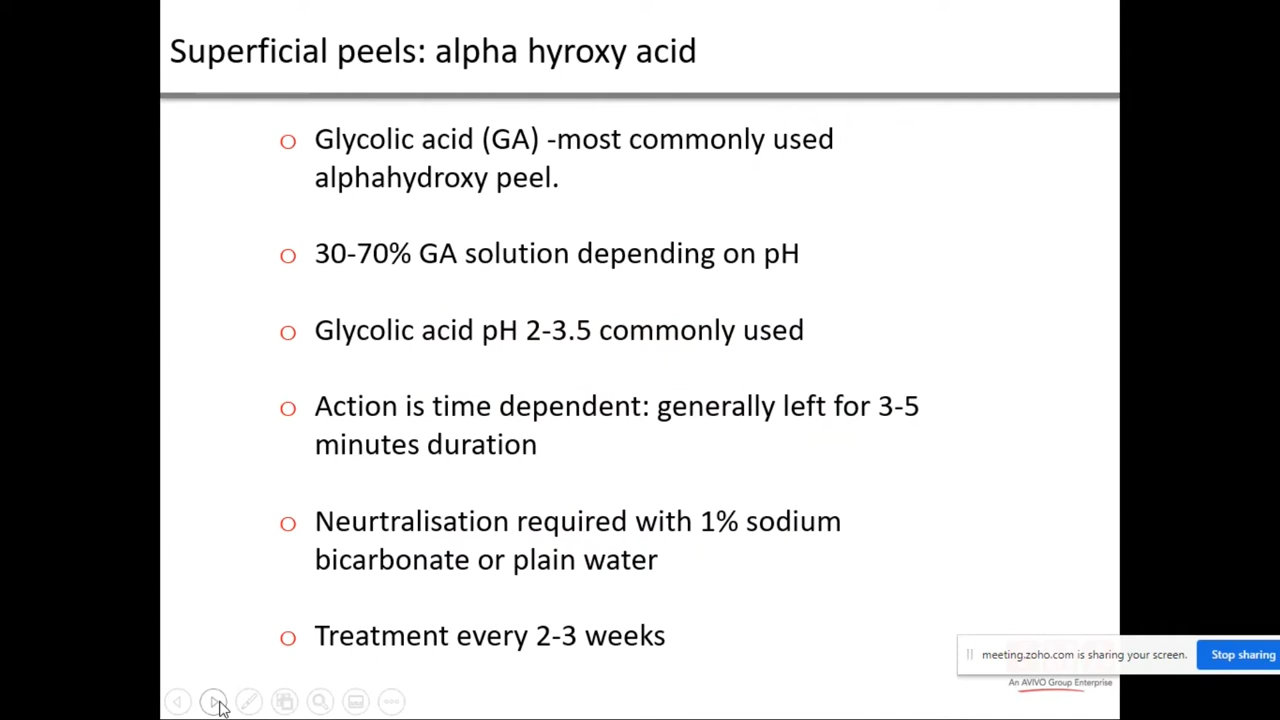 Superficial peels: alpha hyroxy acid
o Glycolic acid (GA) -most commonly used
alphahydroxy peel.
o 30-70% GA solution depending on pH
o Glycolic acid pH 2-3.5 commonly used
o Action is time dependent: generally left for 3-5
minutes duration
o Neurtralisation required with 1% sodium
bicarbonate or plain water
o Treatment every 2-3 weeks
meeting.zoho.com is sharing your screen.
Stop sharing
An AVIVO Group Enterprise